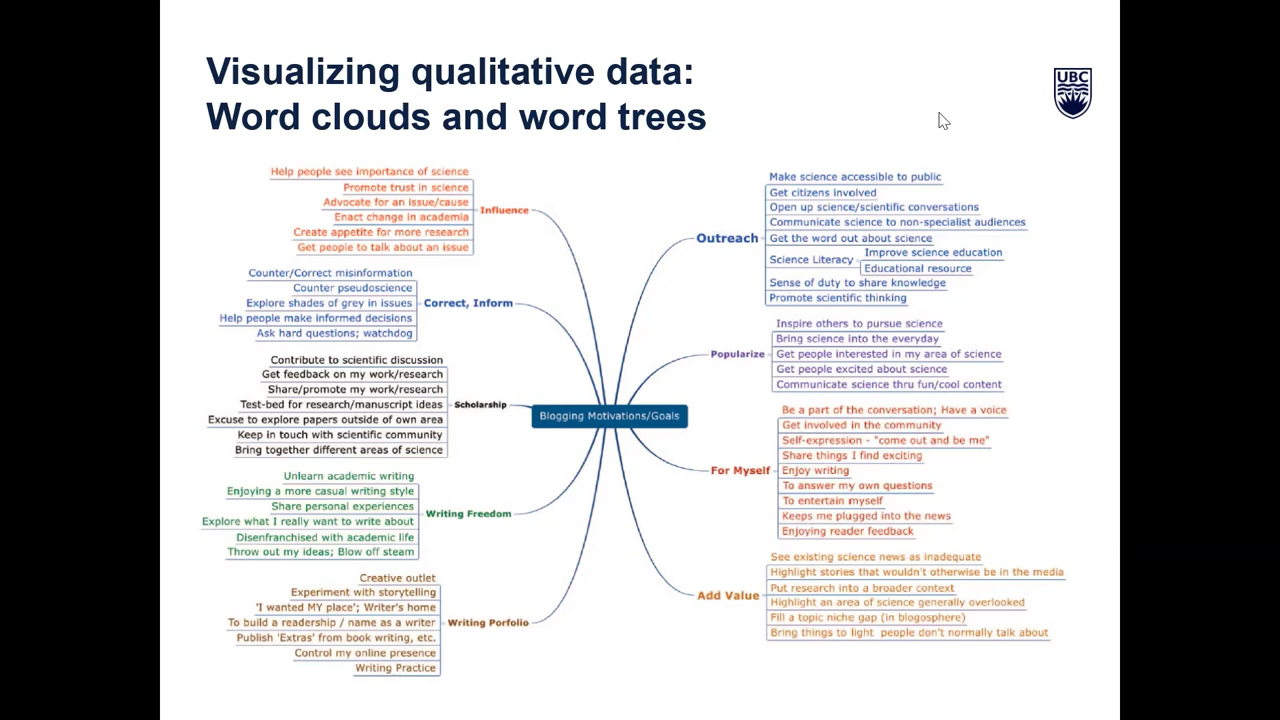 Visualizing qualitative data:
Word clouds and word trees
UBC
Help people see importance of science
Promote trust in science
Advocate for an issue/cause
Enact change in academia
Create appetite for more research
Get people to talk about an issue
Influence
Counter/Correct misinformation
Counter pseudoscience
Explore shades of grey in issues
Help people make informed decisions
Ask hard questions; watchdog
Correct, Inform
Contribute to scientific discussion
Get feedback on my work/research
Share/promote my work/research
Test-bed for research/manuscript ideas
Excuse to explore papers outside of own area
Keep in touch with scientific community
Bring together different areas of science
Scholarship
Unlearn academic writing
Enjoying a more casual writing style
Share personal experiences
Explore what I really want to write about
Disenfranchised with academic life
Throw out my ideas; Blow off steam
Writing Freedom
Creative outlet
Experiment with storytelling
'I wanted MY place'; Writer's home
To build a readership / name as a writer
Publish 'Extras' from book writing, etc.
Control my online presence
Writing Practice
Writing Porfolio
Blogging Motivations/Goals
Outreach
Make science accessible to public
Get citizens involved
Open up science/scientific conversations
Communicate science to non-specialist audiences
Get the word out about science
Science Literacy
Improve science education
Educational resource
Sense of duty to share knowledge
Promote scientific thinking
Popularize
Inspire others to pursue science
Bring science into the everyday
Get people interested in my area of science
Get people excited about science
Communicate science thru fun/cool content
For Myself
Be a part of the conversation; Have a voice
Get involved in the community
Self-expression - "come out and be me"
Share things I find exciting
Enjoy writing
To answer my own questions
To entertain myself
Keeps me plugged into the news
Enjoying reader feedback
Add Value
See existing science news as inadequate
Highlight stories that wouldn't otherwise be in the media
Put research into a broader context
Highlight an area of science generally overlooked
Fill a topic niche gap (in blogosphere)
Bring things to light people don't normally talk about